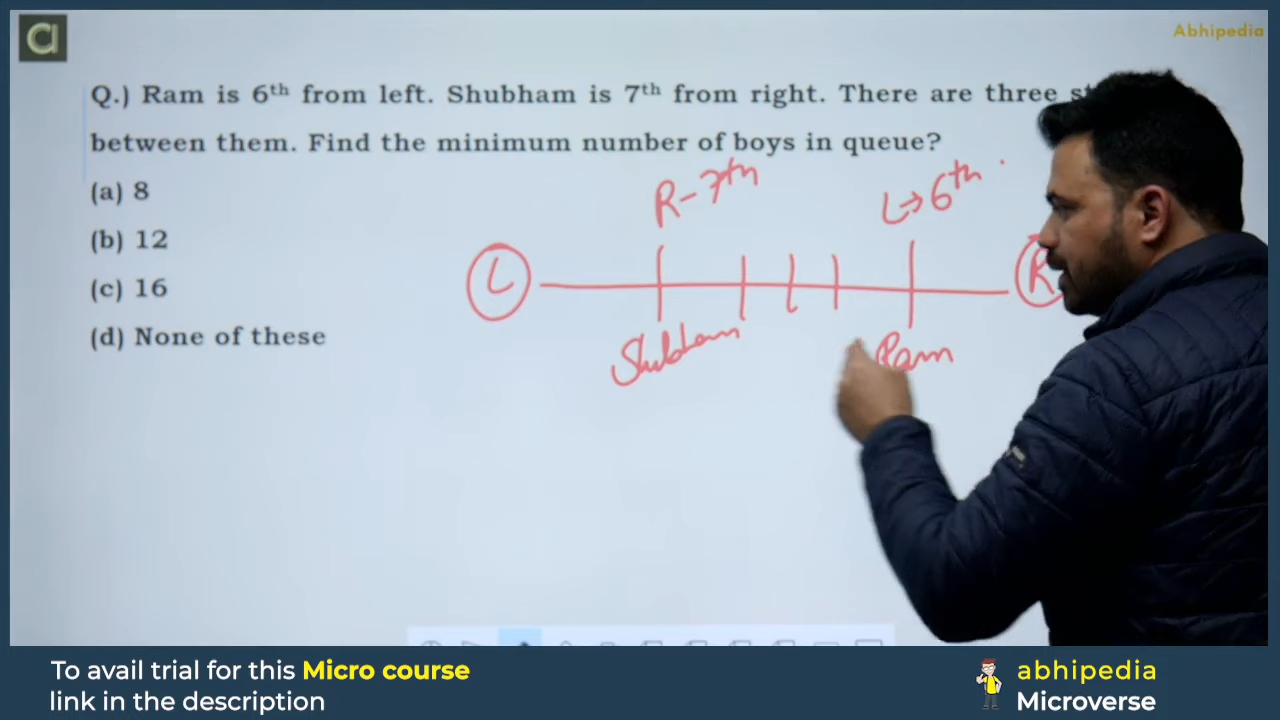 Abhipedia
Q.) Ram is 6th from left. Shubham is 7th from right. There are three
between them. Find the minimum number of boys in queue?
(a) 8
(b) 12
(c) 16
(d) None of these
R-7th
L→6th
L
R
Shubham
Ram
To avail trial for this Micro course
link in the description
abhipedia
Microverse